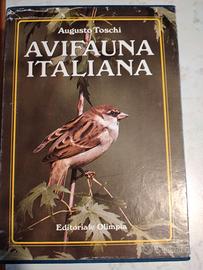 Augusto Toschi
AVIFAUNA
ITALIANA
Editoriale Olimpia